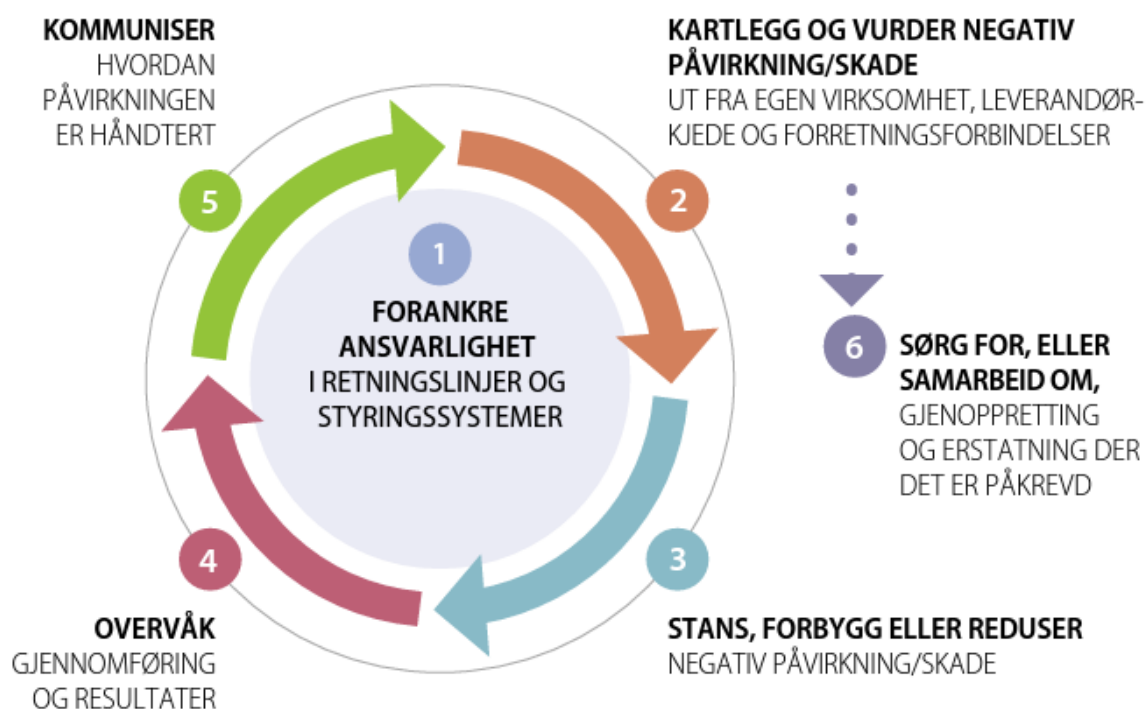 1
FORANKRE
ANSVARLIGHET
I RETNINGSLINJER OG
STYRINGSSYSTEMER
2
KARTLEGG OG VURDER NEGATIV
PÅVIRKNING/SKADE
UT FRA EGEN VIRKSOMHET, LEVERANDØR-
KJEDE OG FORRETNINGSFORBINDELSER
3
STANS, FORBYGG ELLER REDUSER
NEGATIV PÅVIRKNING/SKADE
4
OVERVÅK
GJENNOMFØRING
OG RESULTATER
5
KOMMUNISER
HVORDAN
PÅVIRKNINGEN
ER HÅNDTERT
6
SØRG FOR, ELLER
SAMARBEID OM,
GJENOPPRETTING
OG ERSTATNING DER
DET ER PÅKREVD